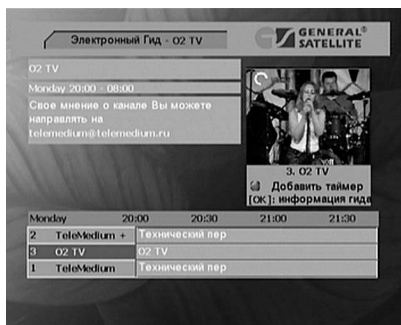 Электронный Гид - O2 TV
GENERAL®
SATELLITE
O2 TV
Monday 20:00 - 08:00
Свое мнение о канале Вы можете
направлять на
telemedium@telemedium.ru
3. O2 TV
Добавить таймер
[OK]: информация гида
Monday 20:00 20:30 21:00 21:30
2 TeleMedium + Технический пер
3 O2 TV O2 TV
1 TeleMedium Технический пер